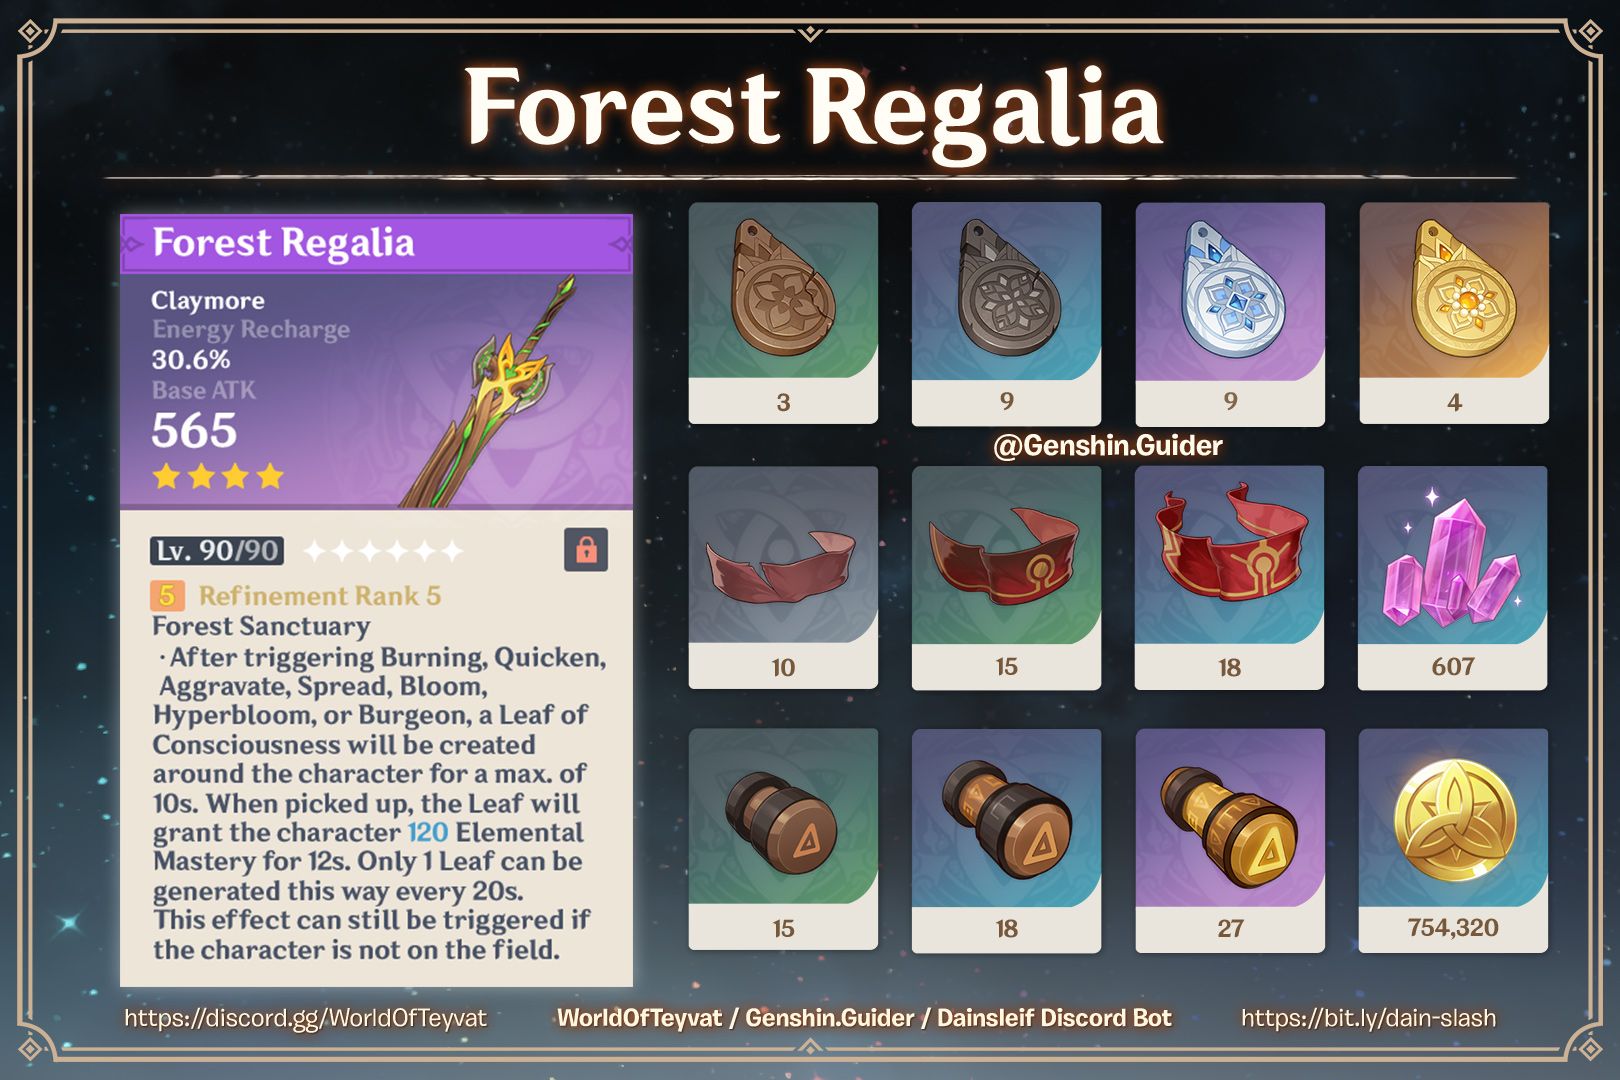 Forest Regalia
Forest Regalia
Claymore
Energy Recharge
30.6%
Base ATK
565
Lv. 90/90
5 Refinement Rank 5
Forest Sanctuary
·After triggering Burning, Quicken,
Aggravate, Spread, Bloom,
Hyperbloom, or Burgeon, a Leaf of
Consciousness will be created
around the character for a max. of
10s. When picked up, the Leaf will
grant the character 120 Elemental
Mastery for 12s. Only 1 Leaf can be
generated this way every 20s.
This effect can still be triggered if
the character is not on the field.
3 9 9 4
@Genshin.Guider
10 15 18 607
15 18 27 754,320
https://discord.gg/WorldOfTeyvat WorldOfTeyvat / Genshin.Guider / Dainsleif Discord Bot https://bit.ly/dain-slash